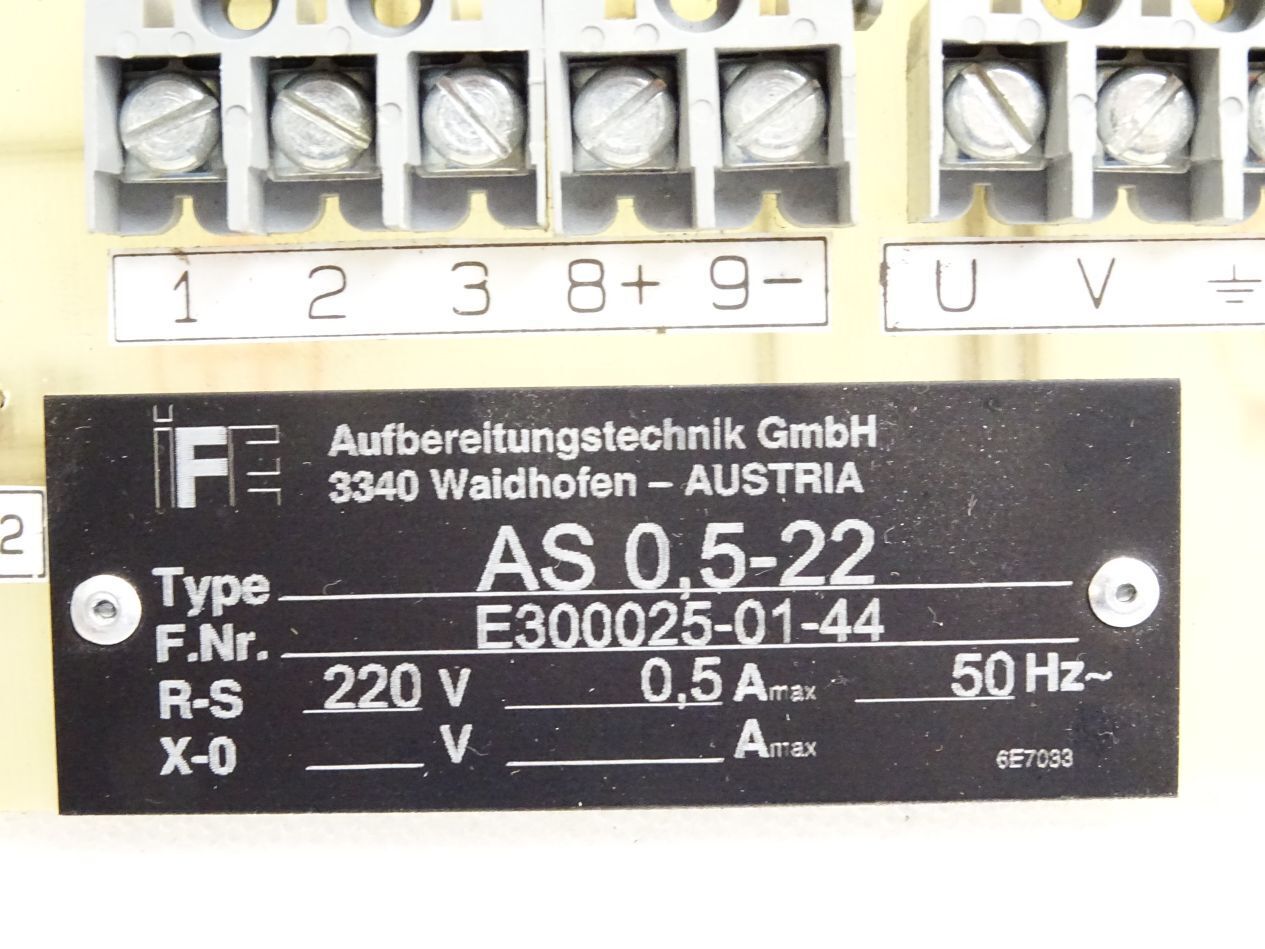 1 2 3 8+ 9-
U V ⏚
2
iFE
Aufbereitungstechnik GmbH
3340 Waidhofen – AUSTRIA
Type AS 0,5-22
F.Nr. E300025-01-44
R-S 220 V 0,5 Amax 50 Hz~
X-0 V Amax
6E7033